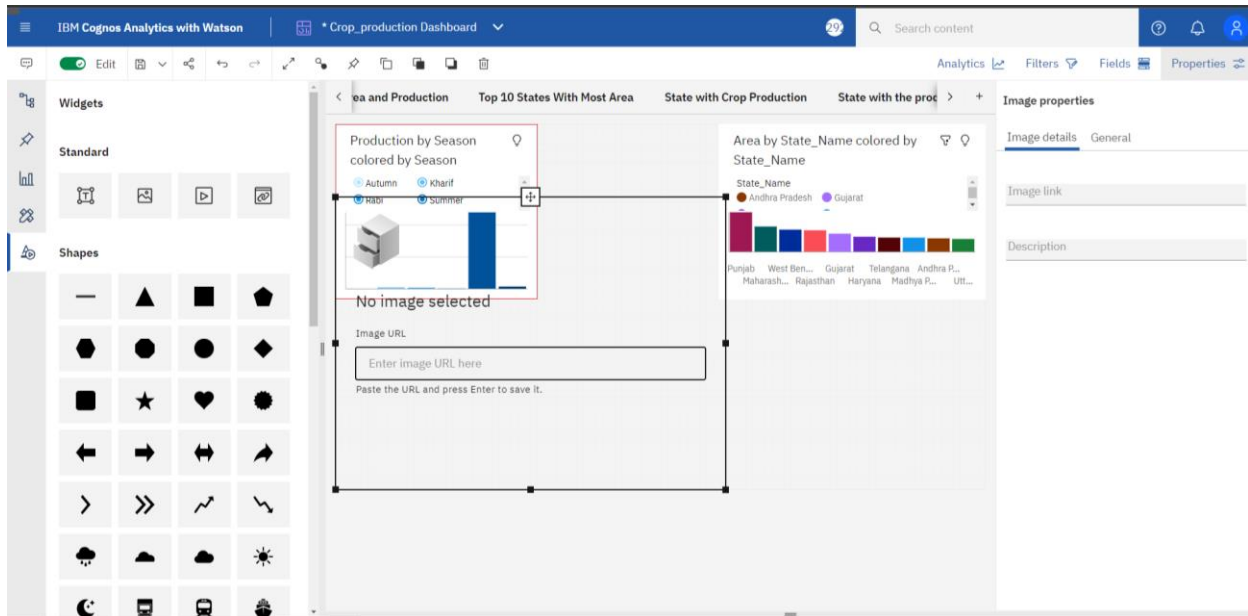 IBM Cognos Analytics with Watson
* Crop_production Dashboard
Search content
Edit
Analytics
Filters
Fields
Properties
Widgets
Standard
Shapes
ea and Production
Top 10 States With Most Area
State with Crop Production
State with the
Production by Season
colored by Season
Autumn
Kharif
Rabi
Summer
No image selected
Image URL
Enter image URL here
Paste the URL and press Enter to save it.
Area by State_Name colored by
State_Name
State_Name
Andhra Pradesh
Gujarat
Punjab West Ben... Gujarat Telangana Andhra P...
Maharash... Rajasthan Haryana Madhya P... Utt...
Image properties
Image details
General
Image link
Description